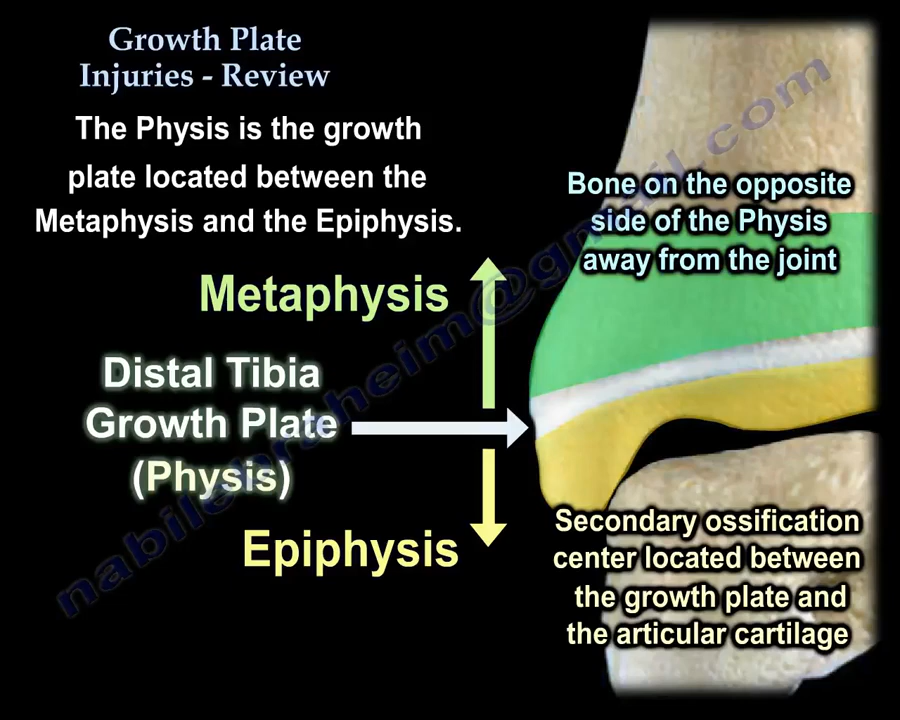 Growth Plate
Injuries - Review
The Physis is the growth
plate located between the
Metaphysis and the Epiphysis.
Bone on the opposite
side of the Physis
away from the joint
Metaphysis
Distal Tibia
Growth Plate
(Physis)
Epiphysis
Secondary ossification
center located between
the growth plate and
the articular cartilage